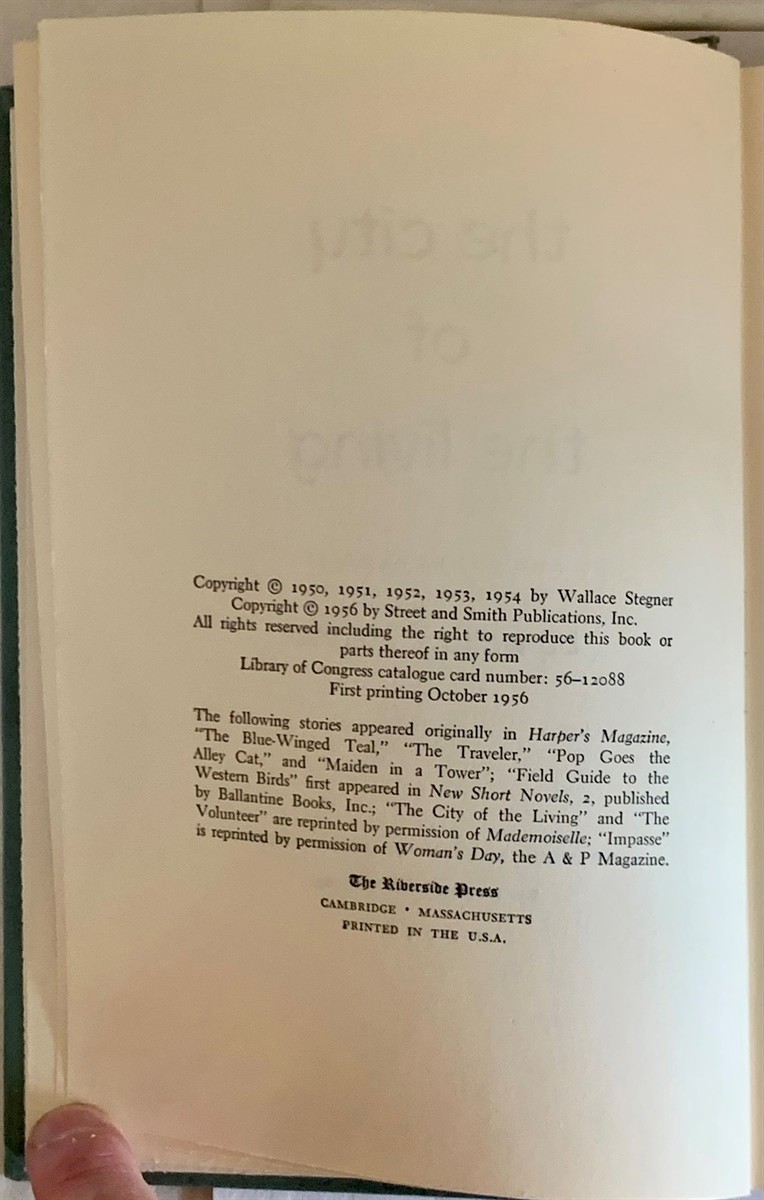 the city
of
the living
Copyright © 1950, 1951, 1952, 1953, 1954 by Wallace Stegner
Copyright © 1956 by Street and Smith Publications, Inc.
All rights reserved including the right to reproduce this book or
parts thereof in any form
Library of Congress catalogue card number: 56–12088
First printing October 1956
The following stories appeared originally in Harper's Magazine,
“The Blue-Winged Teal,” “The Traveler,” “Pop Goes the
Alley Cat,” and “Maiden in a Tower”; “Field Guide to the
Western Birds” first appeared in New Short Novels, 2, published
by Ballantine Books, Inc.; “The City of the Living” and “The
Volunteer” are reprinted by permission of Mademoiselle; “Impasse”
is reprinted by permission of Woman's Day, the A & P Magazine.
The Riverside Press
CAMBRIDGE • MASSACHUSETTS
PRINTED IN THE U.S.A.